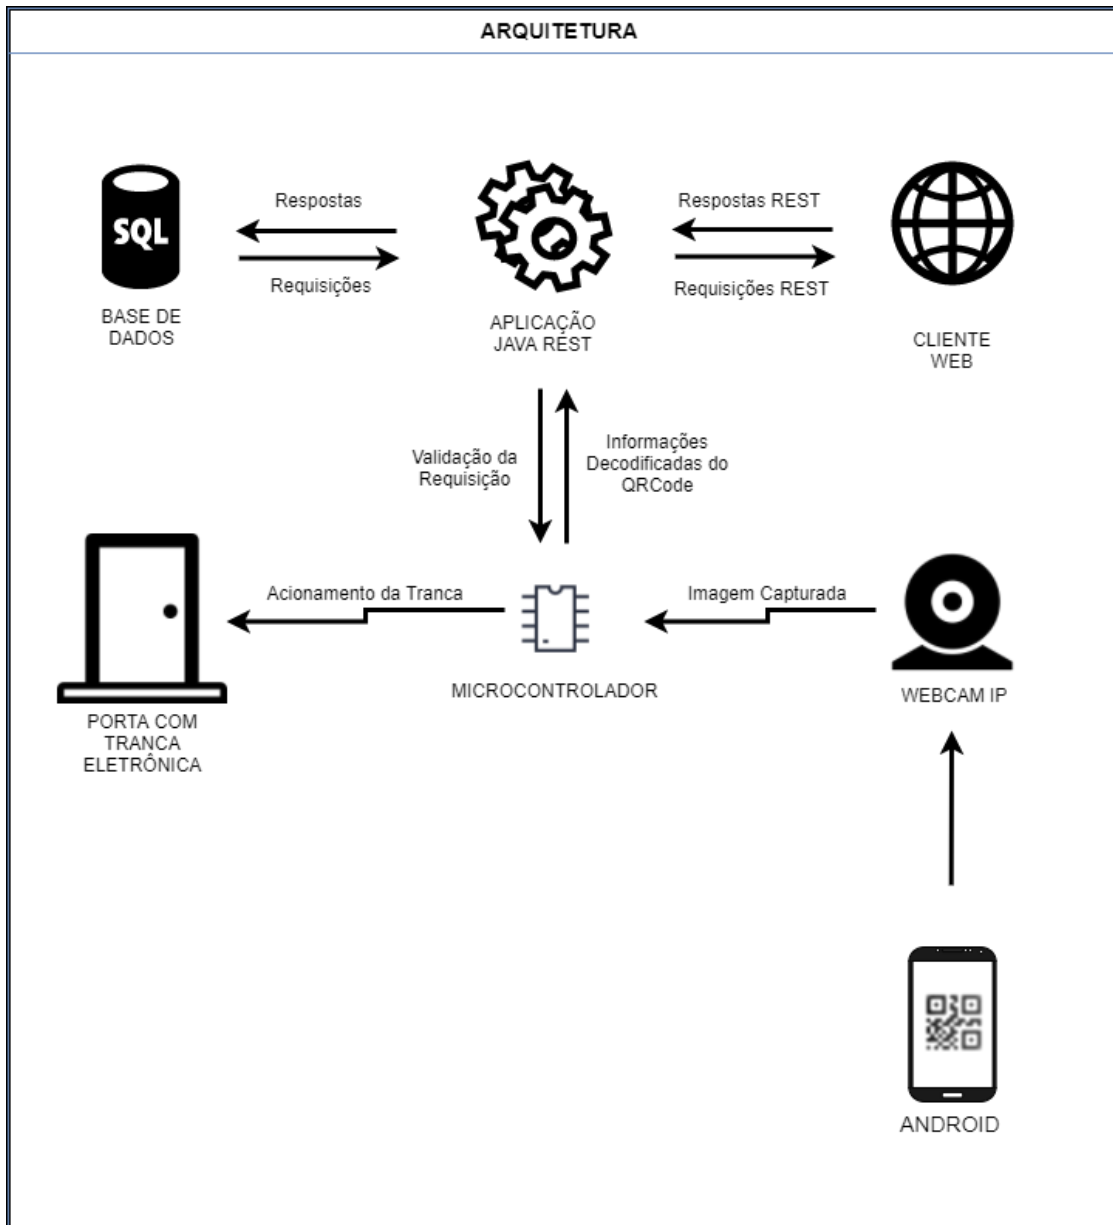 ARQUITETURA
Respostas
Respostas REST
SQL
Requisições
Requisições REST
BASE DE
DADOS
APLICAÇÃO
JAVA REST
CLIENTE
WEB
Validação da
Requisição
Informações
Decodificadas do
QRCode
Acionamento da Tranca
Imagem Capturada
MICROCONTROLADOR
WEBCAM IP
PORTA COM
TRANCA
ELETRÔNICA
ANDROID